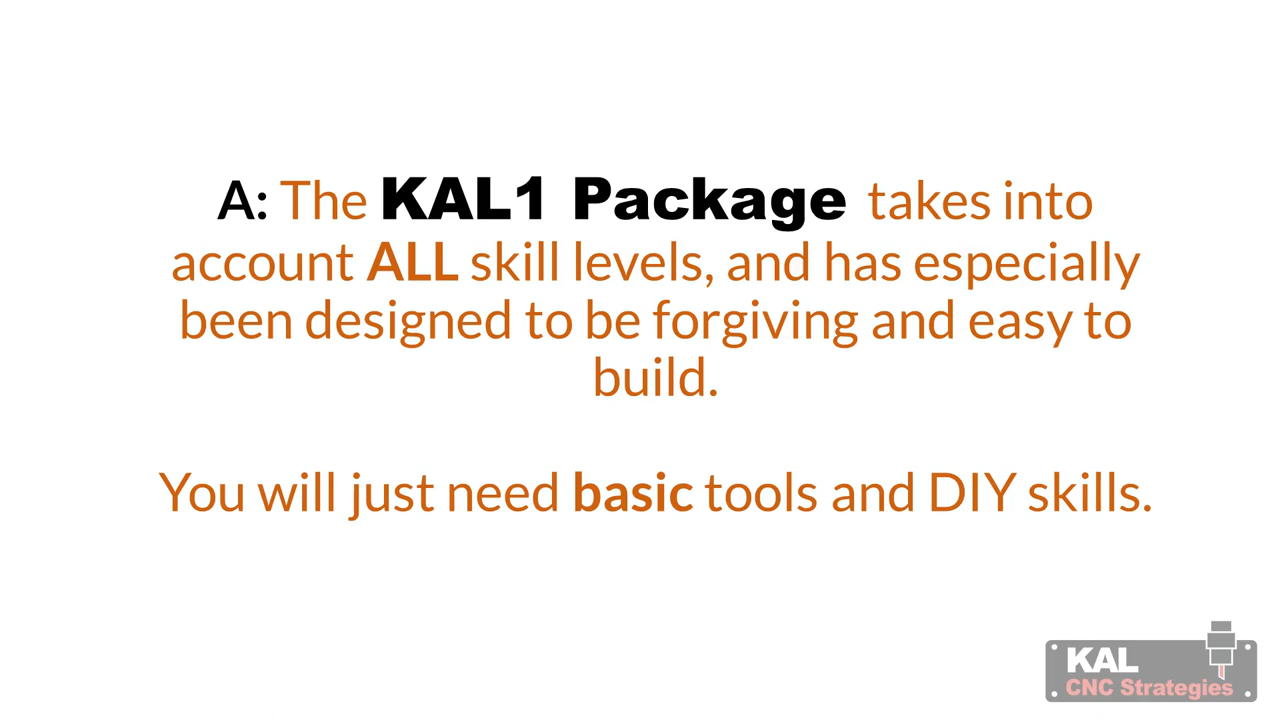 A: The KAL1 Package takes into
account ALL skill levels, and has especially
been designed to be forgiving and easy to
build.
You will just need basic tools and DIY skills.
KAL
CNC Strategies